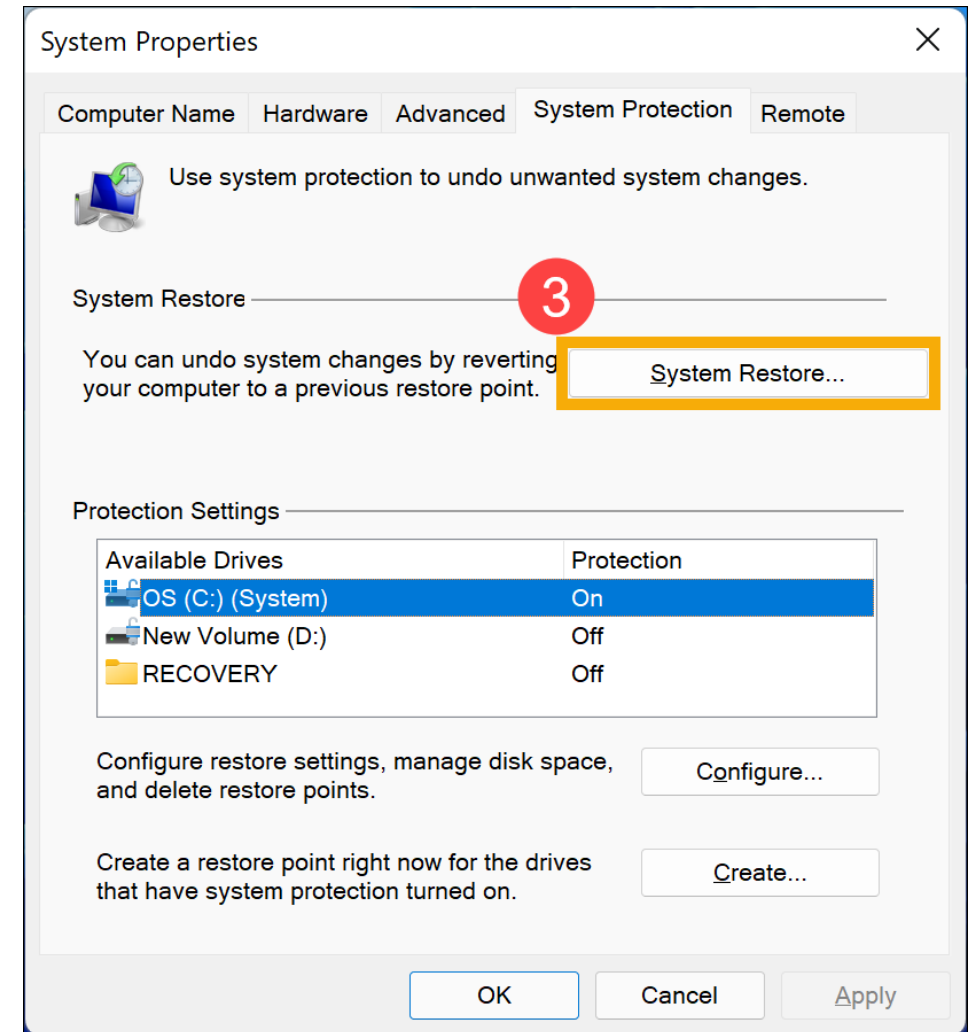 System Properties
Computer Name Hardware Advanced System Protection Remote
Use system protection to undo unwanted system changes.
System Restore
3
You can undo system changes by reverting
your computer to a previous restore point.
System Restore...
Protection Settings
Available Drives Protection
OS (C:) (System) On
New Volume (D:) Off
RECOVERY Off
Configure restore settings, manage disk space,
and delete restore points.
Configure...
Create a restore point right now for the drives
that have system protection turned on.
Create...
OK Cancel Apply